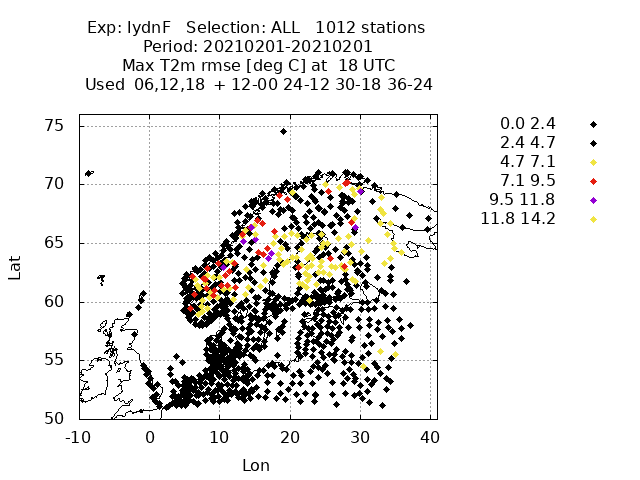 Exp: IydnF   Selection: ALL   1012 stations
Period: 20210201-20210201
Max T2m rmse [deg C] at  18 UTC
Used  06,12,18  + 12-00 24-12 30-18 36-24
75
70
65
60
55
50
-10 0 10 20 30 40
Lat
Lon
0.0 2.4
2.4 4.7
4.7 7.1
7.1 9.5
9.5 11.8
11.8 14.2